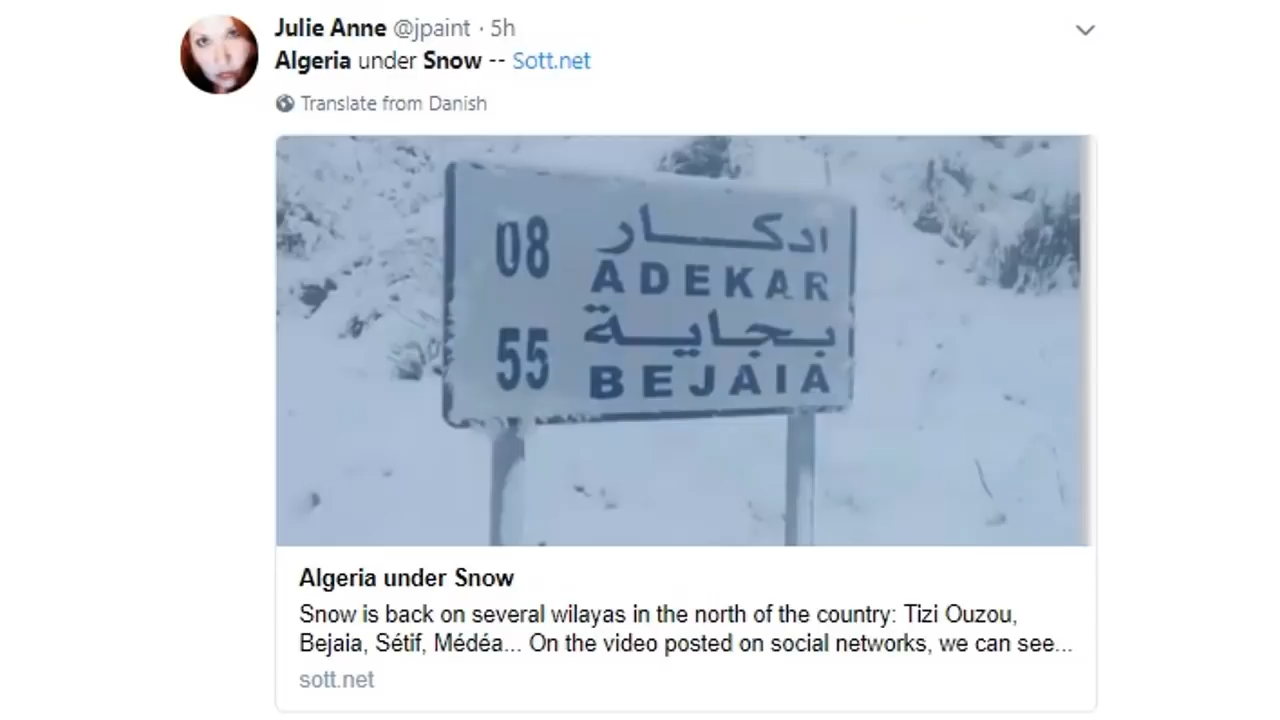 Julie Anne @jpaint · 5h
Algeria under Snow -- Sott.net
Translate from Danish
08 ادكار
ADEKAR
55 بجاية
BEJAIA
Algeria under Snow
Snow is back on several wilayas in the north of the country: Tizi Ouzou,
Bejaia, Sétif, Médéa... On the video posted on social networks, we can see...
sott.net